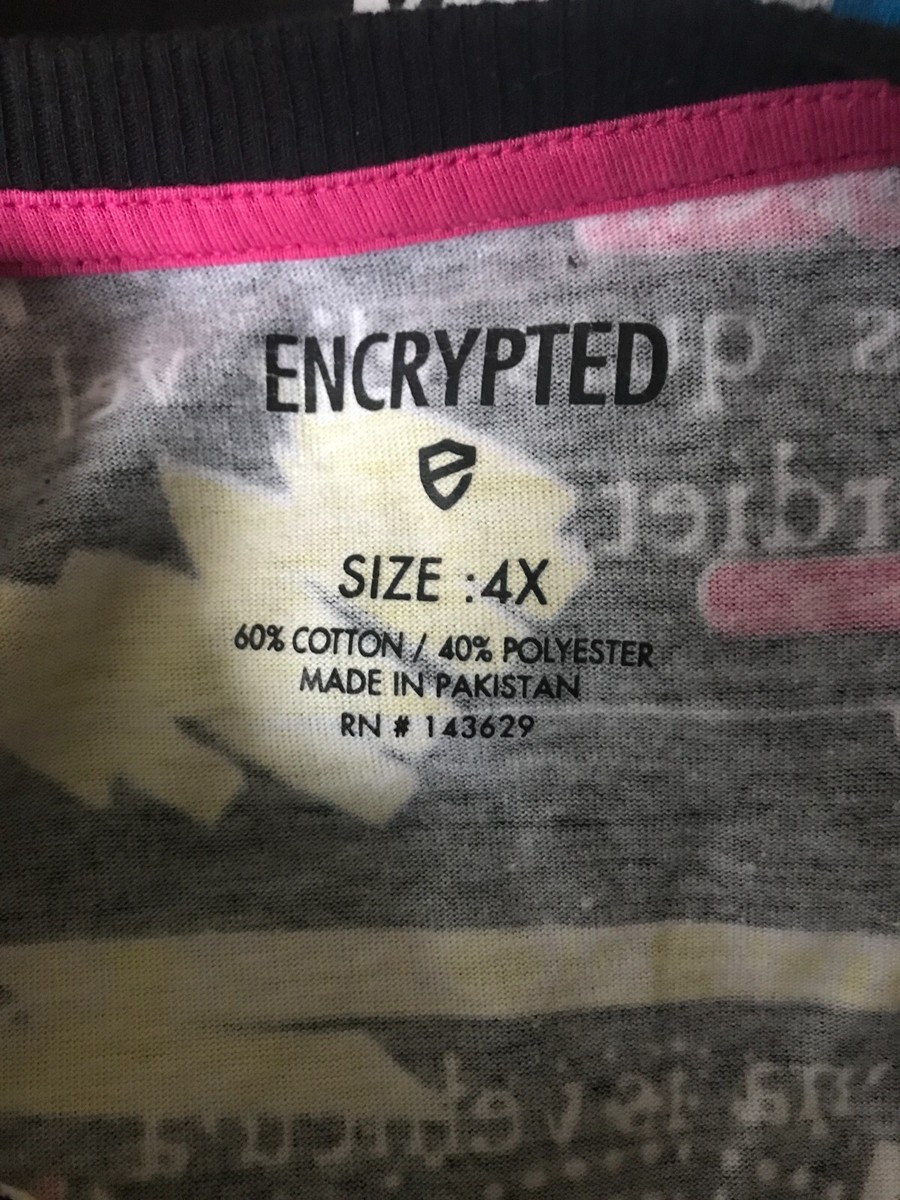 ENCRYPTED
SIZE : 4X
60% COTTON / 40% POLYESTER
MADE IN PAKISTAN
RN # 143629